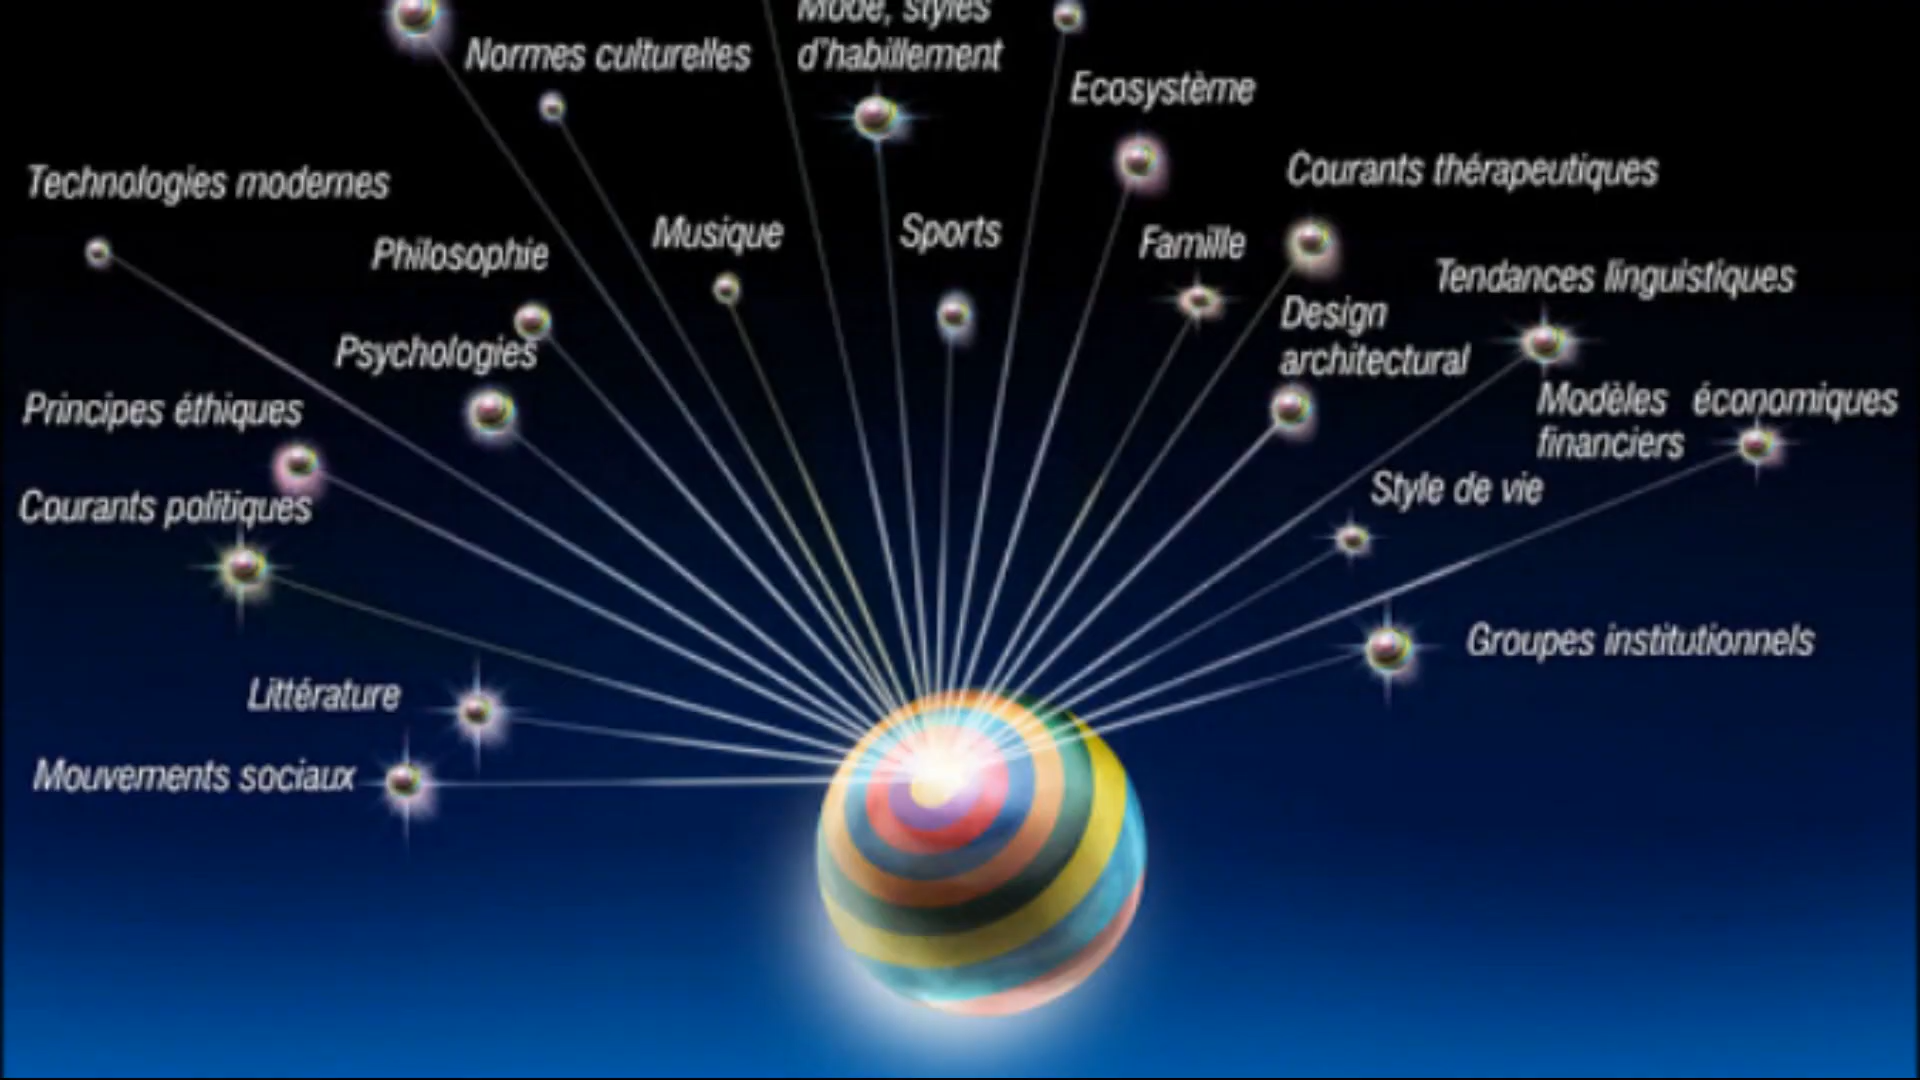 Mode, styles
d'habillement
Normes culturelles
Ecosystème
Technologies modernes
Courants thérapeutiques
Philosophie
Musique
Sports
Famille
Tendances linguistiques
Design
architectural
Psychologies
Principes éthiques
Modèles économiques
financiers
Style de vie
Courants politiques
Groupes institutionnels
Littérature
Mouvements sociaux